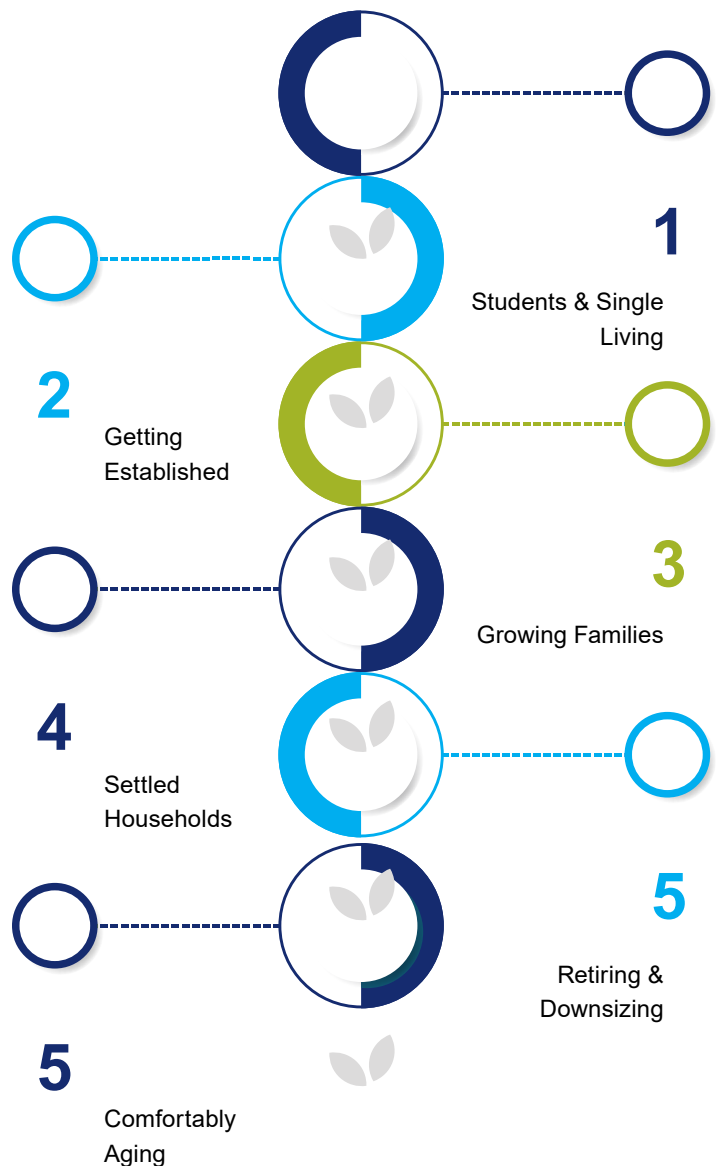 1
Students & Single
Living
2
Getting
Established
3
Growing Families
4
Settled
Households
5
Retiring &
Downsizing
5
Comfortably
Aging